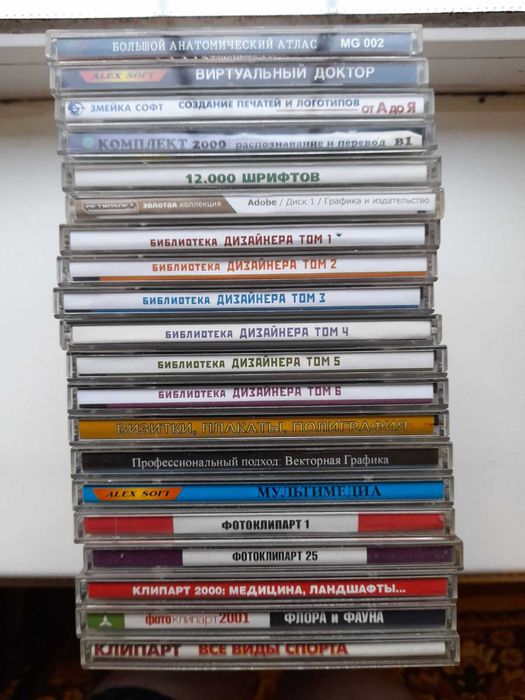 БОЛЬШОЙ АНАТОМИЧЕСКИЙ АТЛАС MG 002
ALEX SOFT ВИРТУАЛЬНЫЙ ДОКТОР
ЗМЕЙКА СОФТ СОЗДАНИЕ ПЕЧАТЕЙ И ЛОГОТИПОВ от А до Я
КОМПЛЕКТ 2000 распознавание и перевод B1
12.000 ШРИФТОВ
золотая коллекция Adobe / Диск 1 / Графика и издательство
БИБЛИОТЕКА ДИЗАЙНЕРА ТОМ 1
БИБЛИОТЕКА ДИЗАЙНЕРА ТОМ 2
БИБЛИОТЕКА ДИЗАЙНЕРА ТОМ 3
БИБЛИОТЕКА ДИЗАЙНЕРА ТОМ 4
БИБЛИОТЕКА ДИЗАЙНЕРА ТОМ 5
БИБЛИОТЕКА ДИЗАЙНЕРА ТОМ 6
ВИЗИТКИ, ПЛАКАТЫ, ПОЛИГРАФИЯ
Профессиональный подход: Векторная Графика
ALEX SOFT МУЛЬТИМЕДИА
ФОТОКЛИПАРТ 1
ФОТОКЛИПАРТ 25
КЛИПАРТ 2000: МЕДИЦИНА, ЛАНДШАФТЫ...
фотоклипарт2001 ФЛОРА и ФАУНА
КЛИПАРТ ВСЕ ВИДЫ СПОРТА